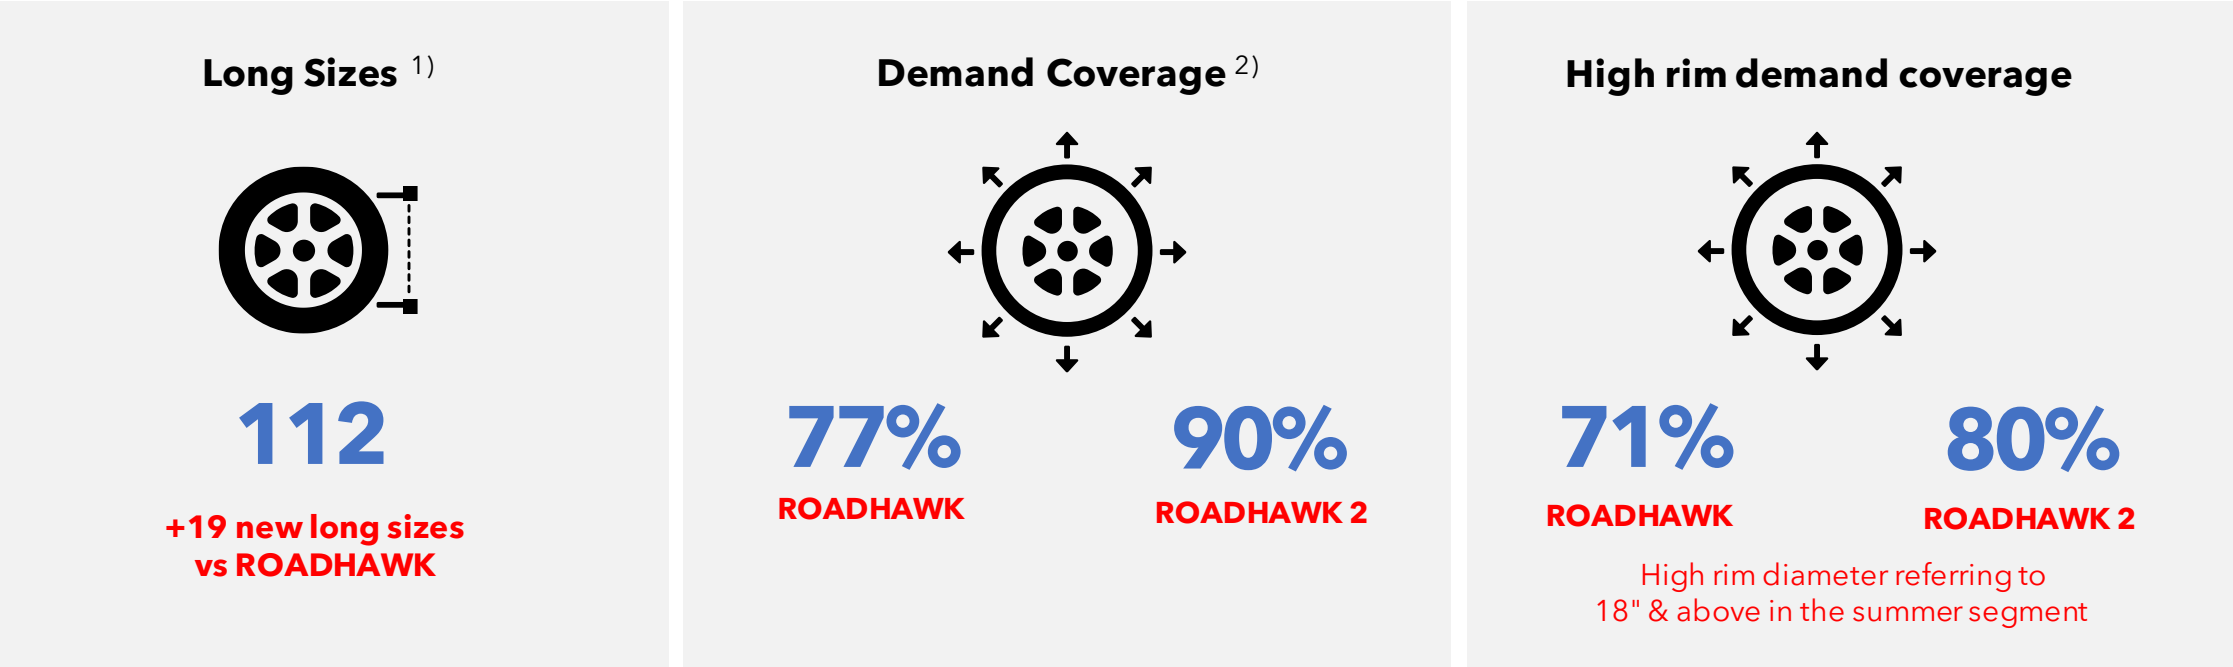 Long Sizes 1)
112
+19 new long sizes
vs ROADHAWK
Demand Coverage 2)
77%
ROADHAWK
90%
ROADHAWK 2
High rim demand coverage
71%
ROADHAWK
80%
ROADHAWK 2
High rim diameter referring to
18" & above in the summer segment